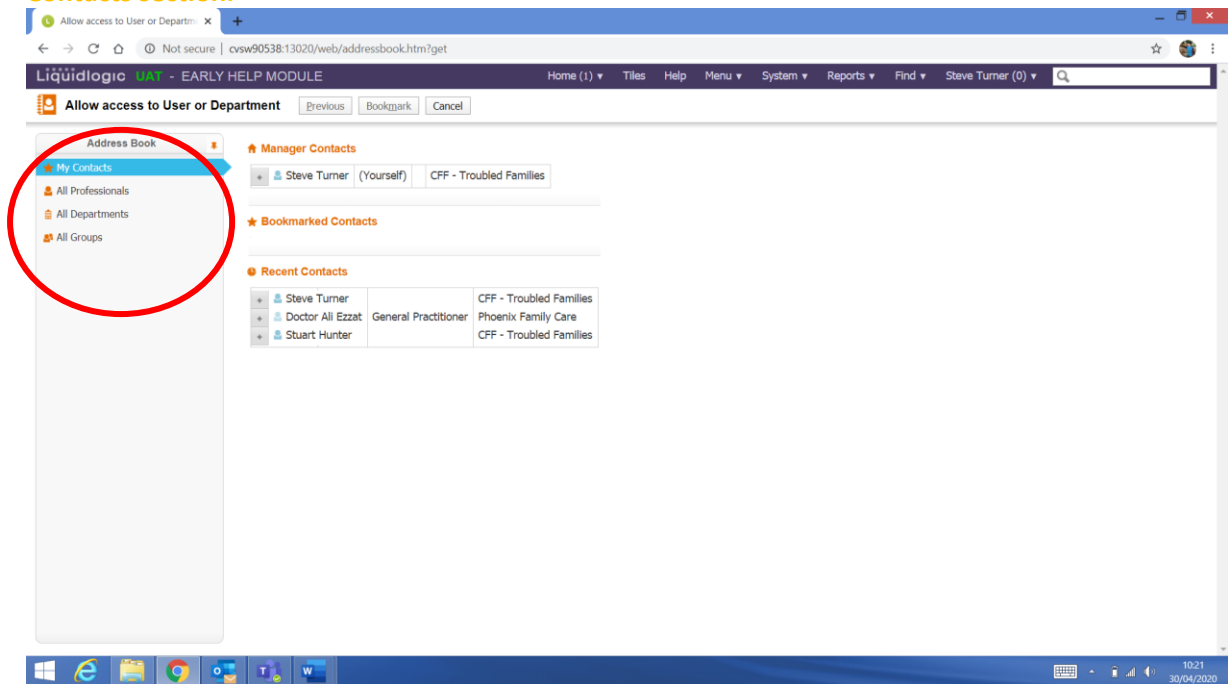 Contacts section.
Allow access to User or Departm
Not secure | cvsw90538:13020/web/addressbook.htm?get
Liquidlogic UAT - EARLY HELP MODULE Home (1) Tiles Help Menu System Reports Find Steve Turner (0)
Allow access to User or Department Previous Bookmark Cancel
Address Book
My Contacts
All Professionals
All Departments
All Groups
Manager Contacts
Steve Turner (Yourself) CFF - Troubled Families
Bookmarked Contacts
Recent Contacts
Steve Turner CFF - Troubled Families
Doctor Ali Ezzat General Practitioner Phoenix Family Care
Stuart Hunter CFF - Troubled Families
10:21
30/04/2020